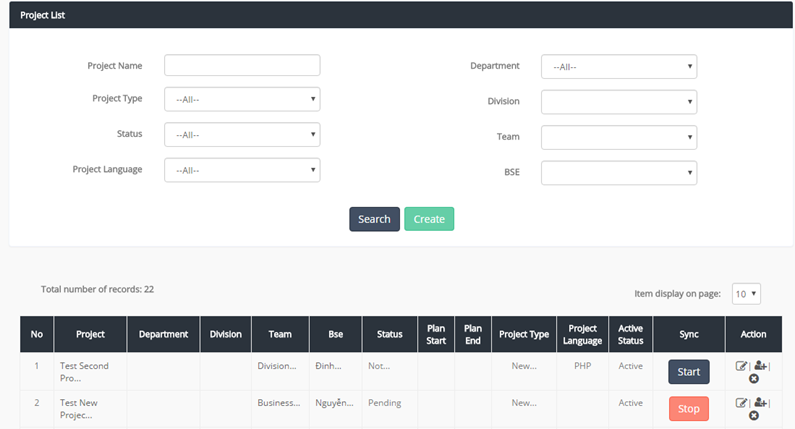 Project List
Project Name
Department --All--
Project Type --All--
Division
Status --All--
Team
Project Language --All--
BSE
Search Create
Total number of records: 22
Item display on page: 10
No Project Department Division Team Bse Status Plan Start Plan End Project Type Project Language Active Status Sync Action
1 Test Second Pro... Division... Đinh... Not... New... PHP Active Start
2 Test New Projec... Business... Nguyễn... Pending New... Active Stop